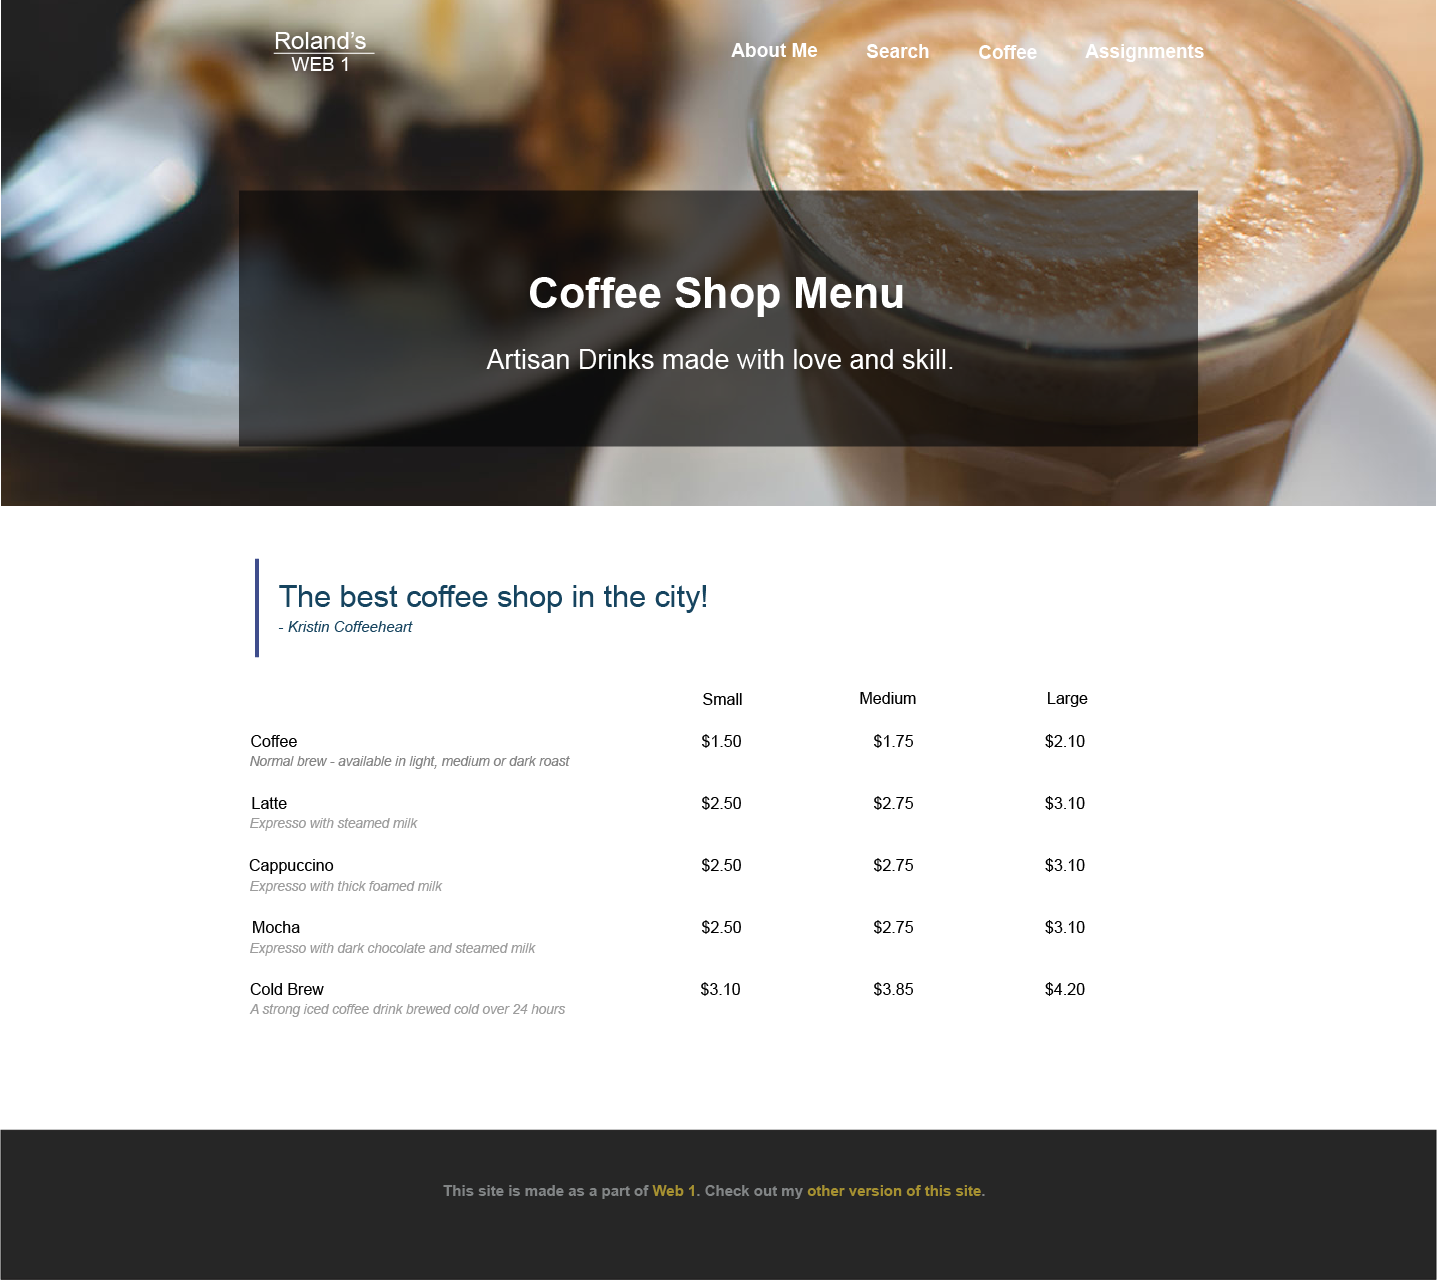 Roland's
WEB 1
About Me Search Coffee Assignments
Coffee Shop Menu
Artisan Drinks made with love and skill.
The best coffee shop in the city!
- Kristin Coffeeheart
Small Medium Large
Coffee $1.50 $1.75 $2.10
Normal brew - available in light, medium or dark roast
Latte $2.50 $2.75 $3.10
Expresso with steamed milk
Cappuccino $2.50 $2.75 $3.10
Expresso with thick foamed milk
Mocha $2.50 $2.75 $3.10
Expresso with dark chocolate and steamed milk
Cold Brew $3.10 $3.85 $4.20
A strong iced coffee drink brewed cold over 24 hours
This site is made as a part of Web 1. Check out my other version of this site.